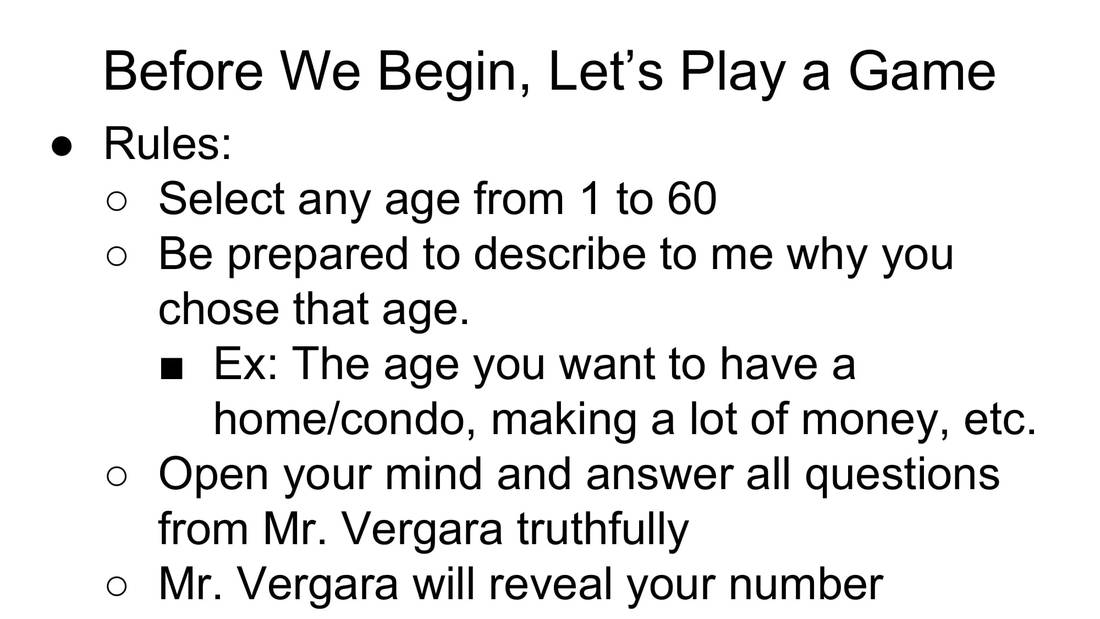 Before We Begin, Let’s Play a Game
● Rules:
○ Select any age from 1 to 60
○ Be prepared to describe to me why you
chose that age.
■ Ex: The age you want to have a
home/condo, making a lot of money, etc.
○ Open your mind and answer all questions
from Mr. Vergara truthfully
○ Mr. Vergara will reveal your number